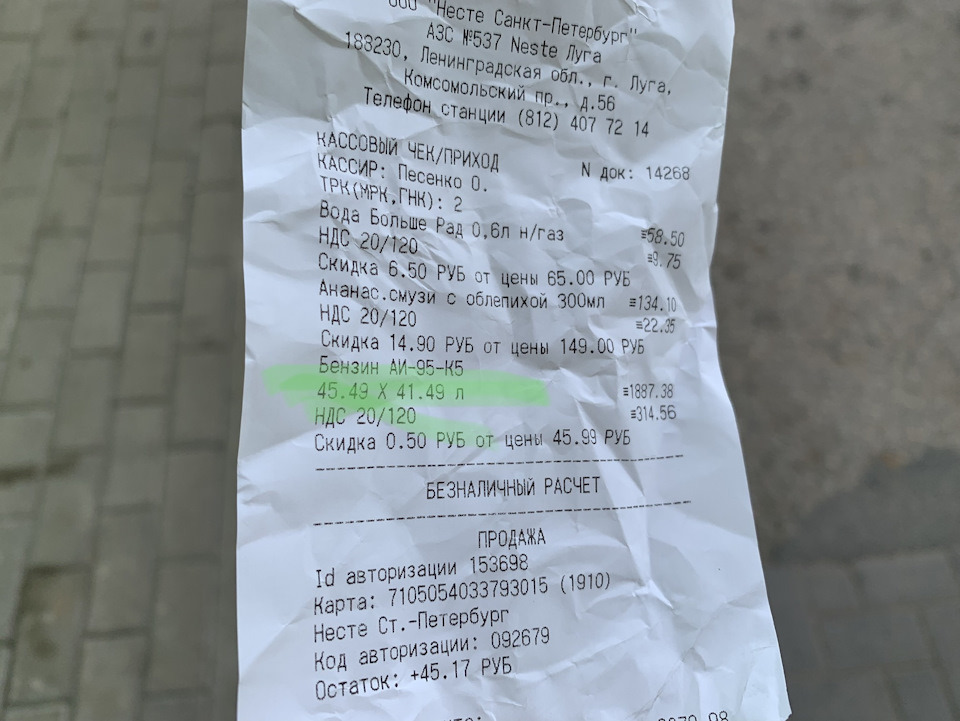 ООО "Несте Санкт-Петербург"
АЗС №537 Neste Луга
188230, Ленинградская обл., г. Луга,
Комсомольский пр., д.56
Телефон станции (812) 407 72 14
КАССОВЫЙ ЧЕК/ПРИХОД N док: 14268
КАССИР: Песенко О.
ТРК(МРК,ГНК): 2
Вода Больше Рад 0,6л н/газ ≡58.50
НДС 20/120 ≡9.75
Скидка 6.50 РУБ от цены 65.00 РУБ
Ананас.смузи с облепихой 300мл ≡134.10
НДС 20/120 ≡22.35
Скидка 14.90 РУБ от цены 149.00 РУБ
Бензин АИ-95-К5
45.49 X 41.49 л ≡1887.38
НДС 20/120 ≡314.56
Скидка 0.50 РУБ от цены 45.99 РУБ
БЕЗНАЛИЧНЫЙ РАСЧЕТ
ПРОДАЖА
Id авторизации 153698
Карта: 7105054033793015 (1910)
Несте Ст.-Петербург
Код авторизации: 092679
Остаток: +45.17 РУБ